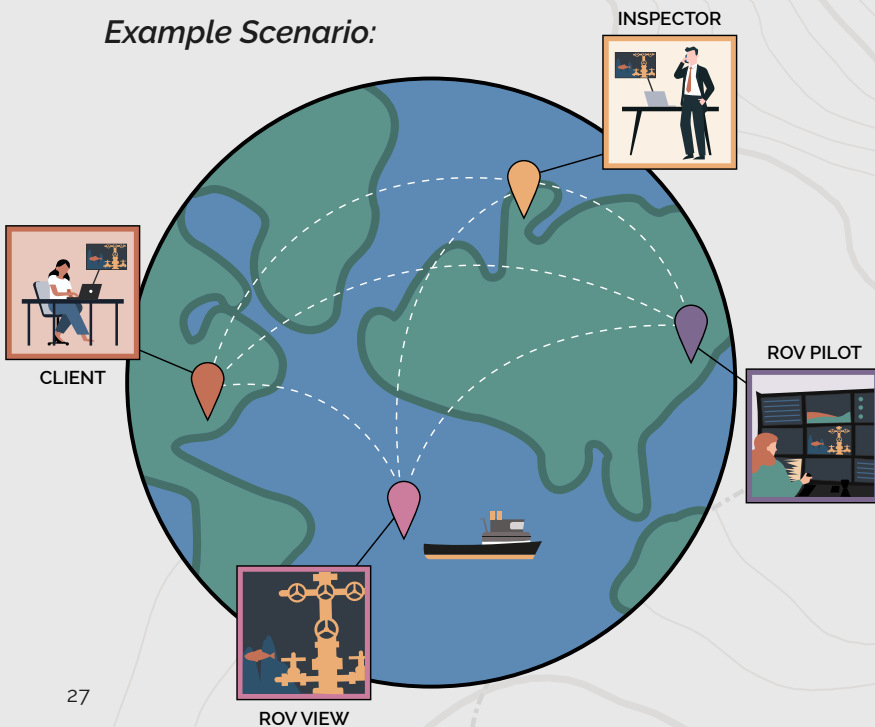 Example Scenario:
INSPECTOR
CLIENT
ROV PILOT
ROV VIEW
27